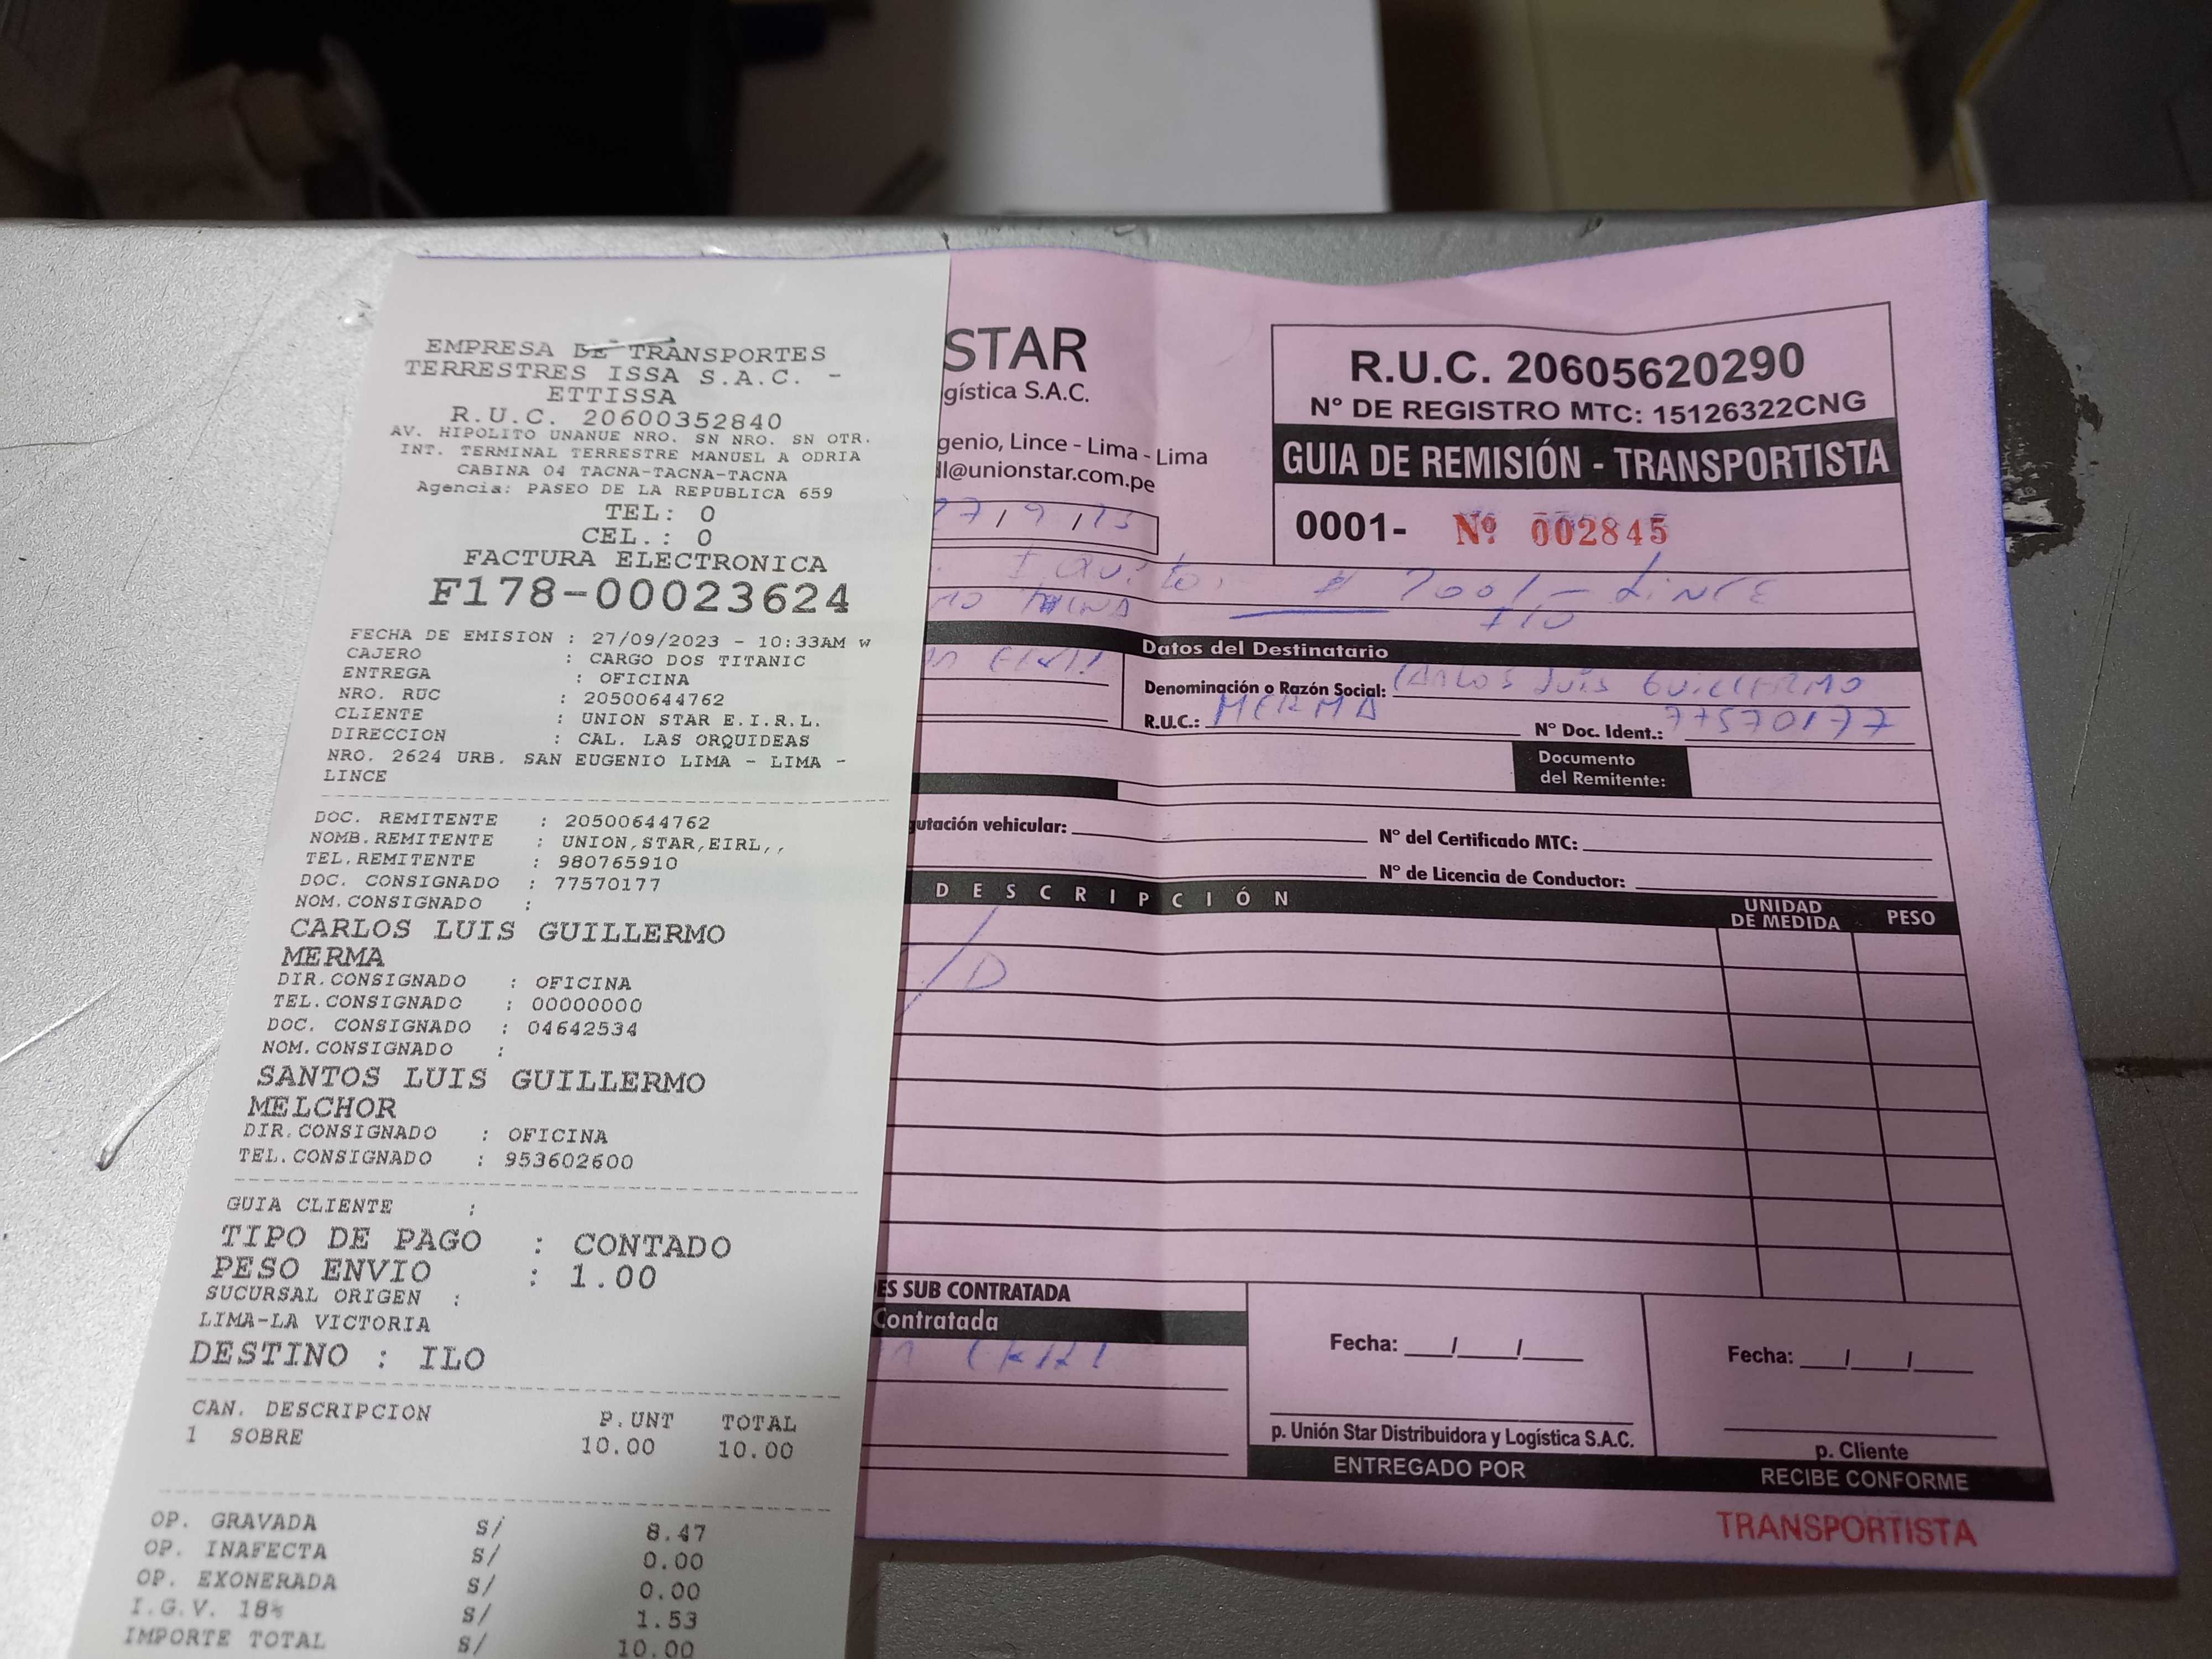 EMPRESA DE TRANSPORTES
TERRESTRES ISSA S.A.C. -
ETTISSA
R.U.C. 20600352840
AV. HIPOLITO UNANUE NRO. SN NRO. SN OTR.
INT. TERMINAL TERRESTRE MANUEL A ODRIA
CABINA 04 TACNA-TACNA-TACNA
Agencia: PASEO DE LA REPUBLICA 659
TEL: 0
CEL.: 0
FACTURA ELECTRONICA
F178-00023624
FECHA DE EMISION : 27/09/2023 - 10:33AM w
CAJERO : CARGO DOS TITANIC
ENTREGA : OFICINA
NRO. RUC : 20500644762
CLIENTE : UNION STAR E.I.R.L.
DIRECCION : CAL. LAS ORQUIDEAS
NRO. 2624 URB. SAN EUGENIO LIMA - LIMA -
LINCE
DOC. REMITENTE : 20500644762
NOMB.REMITENTE : UNION,STAR,EIRL,,
TEL.REMITENTE : 980765910
DOC. CONSIGNADO : 77570177
NOM.CONSIGNADO :
CARLOS LUIS GUILLERMO
MERMA
DIR.CONSIGNADO : OFICINA
TEL.CONSIGNADO : 00000000
DOC. CONSIGNADO : 04642534
NOM.CONSIGNADO :
SANTOS LUIS GUILLERMO
MELCHOR
DIR.CONSIGNADO : OFICINA
TEL.CONSIGNADO : 953602600
GUIA CLIENTE :
TIPO DE PAGO : CONTADO
PESO ENVIO : 1.00
SUCURSAL ORIGEN :
LIMA-LA VICTORIA
DESTINO : ILO
CAN. DESCRIPCION P.UNT TOTAL
1 SOBRE 10.00 10.00
OP. GRAVADA S/ 8.47
OP. INAFECTA S/ 0.00
OP. EXONERADA S/ 0.00
I.G.V. 18% S/ 1.53
IMPORTE TOTAL S/ 10.00
STAR
gística S.A.C.
genio, Lince - Lima - Lima
dl@unionstar.com.pe
R.U.C. 20605620290
N° DE REGISTRO MTC: 15126322CNG
GUIA DE REMISIÓN - TRANSPORTISTA
0001- Nº 002845
LINCE
Datos del Destinatario
Denominación o Razón Social: CARLOS LUIS GUILLERMO
R.U.C.: MERMA N° Doc. Ident.: 77570177
Documento
del Remitente:
gutación vehicular: N° del Certificado MTC:
N° de Licencia de Conductor:
DESCRIPCIÓN UNIDAD
DE MEDIDA PESO
ES SUB CONTRATADA
Contratada
Fecha: / / Fecha: / /
p. Unión Star Distribuidora y Logística S.A.C. p. Cliente
ENTREGADO POR RECIBE CONFORME
TRANSPORTISTA